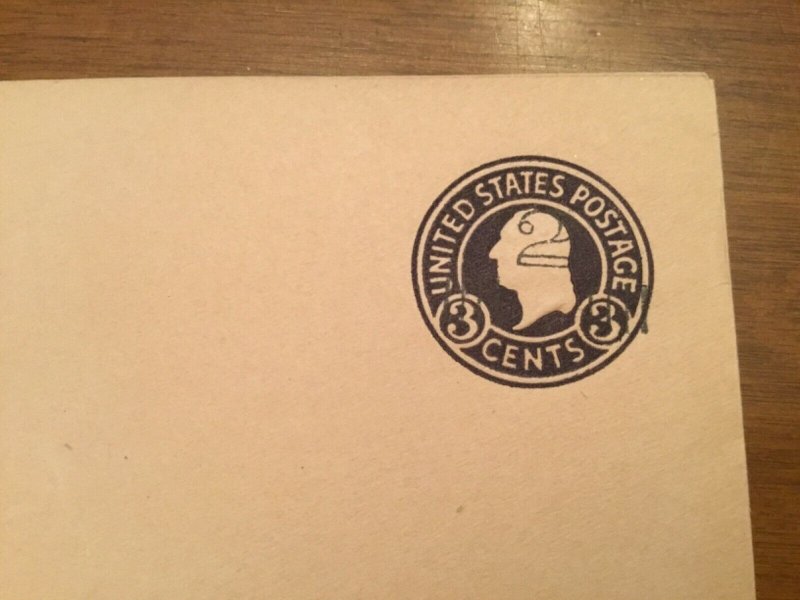 UNITED STATES POSTAGE
2
3 3
CENTS